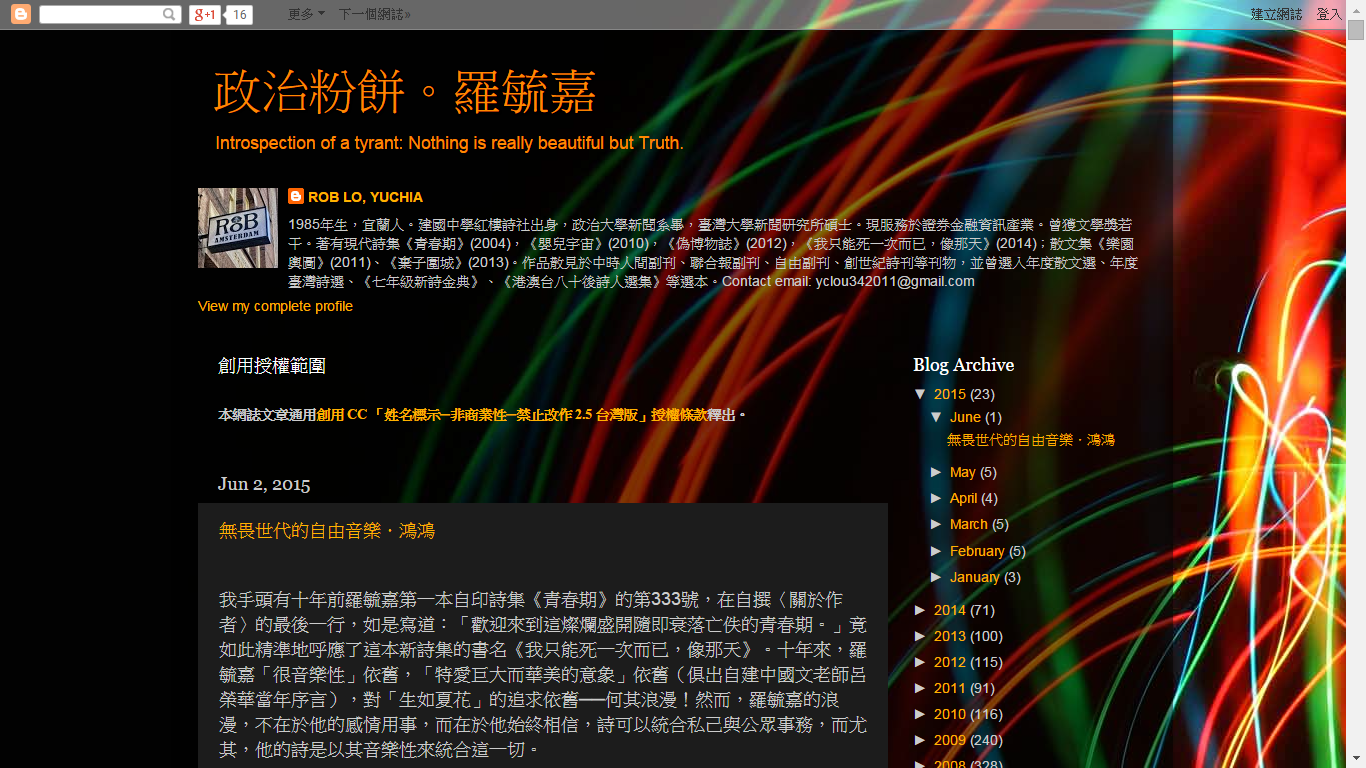 g+1 16 更多 下一個網誌» 建立網誌 登入
政治粉餅。羅毓嘉
Introspection of a tyrant: Nothing is really beautiful but Truth.
R&B
AMSTERDAM
ROB LO, YUCHIA
1985年生，宜蘭人。建國中學紅樓詩社出身，政治大學新聞系畢，臺灣大學新聞研究所碩士。現服務於證券金融資訊產業。曾獲文學獎若
干。著有現代詩集《青春期》(2004)，《嬰兒宇宙》(2010)，《偽博物誌》(2012)，《我只能死一次而已，像那天》(2014)；散文集《樂園
輿圖》(2011)、《棄子圍城》(2013)。作品散見於中時人間副刊、聯合報副刊、自由副刊、創世紀詩刊等刊物，並曾選入年度散文選、年度
臺灣詩選、《七年級新詩金典》、《港澳台八十後詩人選集》等選本。Contact email: yclou342011@gmail.com
View my complete profile
創用授權範圍
本網誌文章適用創用 CC 「姓名標示─非商業性─禁止改作 2.5 台灣版」授權條款釋出。
Jun 2, 2015
無畏世代的自由音樂．鴻鴻
我手頭有十年前羅毓嘉第一本自印詩集《青春期》的第333號，在自撰〈關於作
者〉的最後一行，如是寫道：「歡迎來到這燦爛盛開隨即衰落亡佚的青春期。」竟
如此精準地呼應了這本新詩集的書名《我只能死一次而已，像那天》。十年來，羅
毓嘉「很音樂性」依舊，「特愛巨大而華美的意象」依舊（俱出自建中國文老師呂
榮華當年序言），對「生如夏花」的追求依舊──何其浪漫！然而，羅毓嘉的浪
漫，不在於他的感情用事，而在於他始終相信，詩可以統合私己與公眾事務，而尤
其，他的詩是以其音樂性來統合這一切。
Blog Archive
▼ 2015 (23)
▼ June (1)
無畏世代的自由音樂．鴻鴻
► May (5)
► April (4)
► March (5)
► February (5)
► January (3)
► 2014 (71)
► 2013 (100)
► 2012 (115)
► 2011 (91)
► 2010 (116)
► 2009 (240)
► 2008 (328)